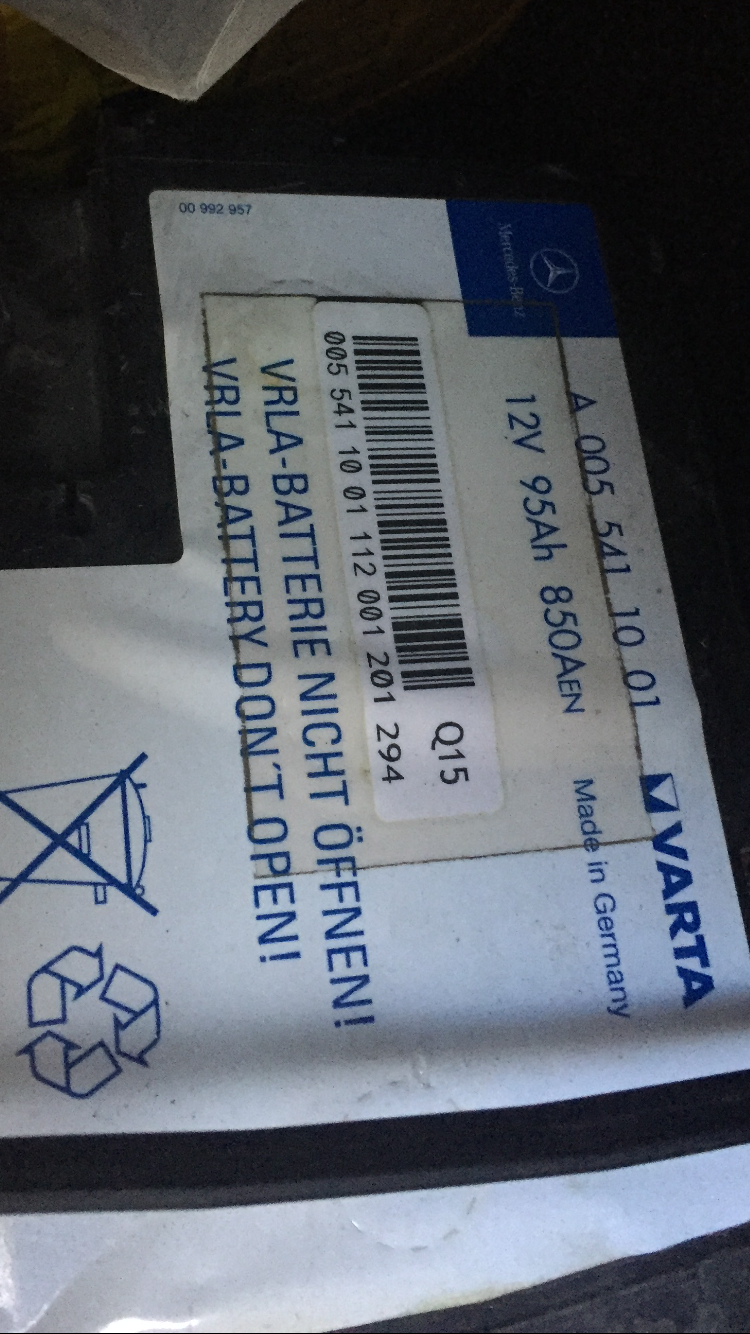 Mercedes-Benz
A 005 541 10 01
VARTA
12V 95Ah 850AEN
Made in Germany
Q15
005 541 10 01 112 001 201 294
VRLA-BATTERIE NICHT ÖFFNEN!
VRLA-BATTERY DON'T OPEN!
00 992 957